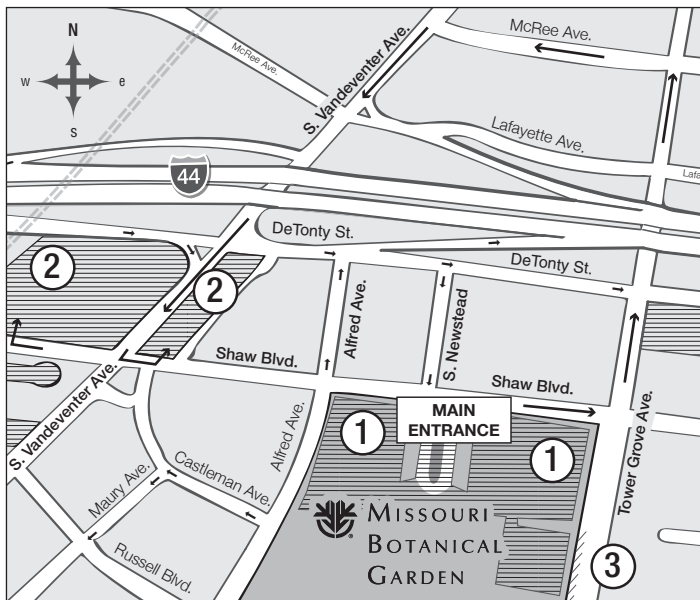 N
w e
s
McRee Ave.
S. Vandeventer Ave.
McRee Ave.
Lafayette Ave.
Lafa
44
DeTonty St.
DeTonty St.
2
2
Alfred Ave.
S. Newstead
Shaw Blvd.
Shaw Blvd.
S. Vandeventer Ave.
MAIN
ENTRANCE
1
1
Alfred Ave.
Castleman Ave.
Maury Ave.
Russell Blvd.
Tower Grove Ave.
MISSOURI
BOTANICAL
GARDEN
3